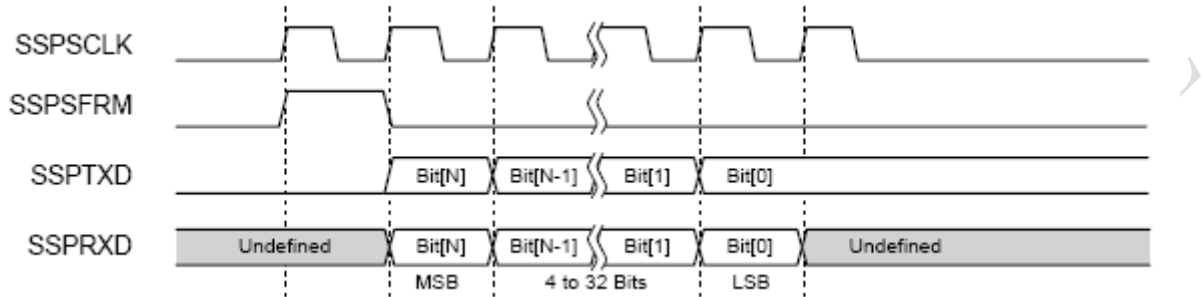 SSPSCLK
SSPSFRM
SSPTXD Bit[N] Bit[N-1] Bit[1] Bit[0]
SSPRXD Undefined Bit[N] Bit[N-1] Bit[1] Bit[0] Undefined
MSB 4 to 32 Bits LSB